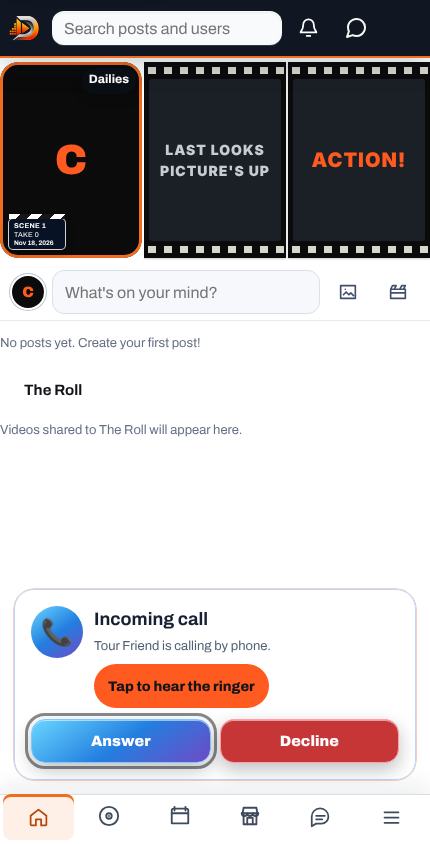 Search posts and users
Dailies
C
SCENE 1
TAKE 0
Nov 18, 2026
LAST LOOKS
PICTURE'S UP
ACTION!
C
What's on your mind?
No posts yet. Create your first post!
The Roll
Videos shared to The Roll will appear here.
Incoming call
Tour Friend is calling by phone.
Tap to hear the ringer
Answer
Decline